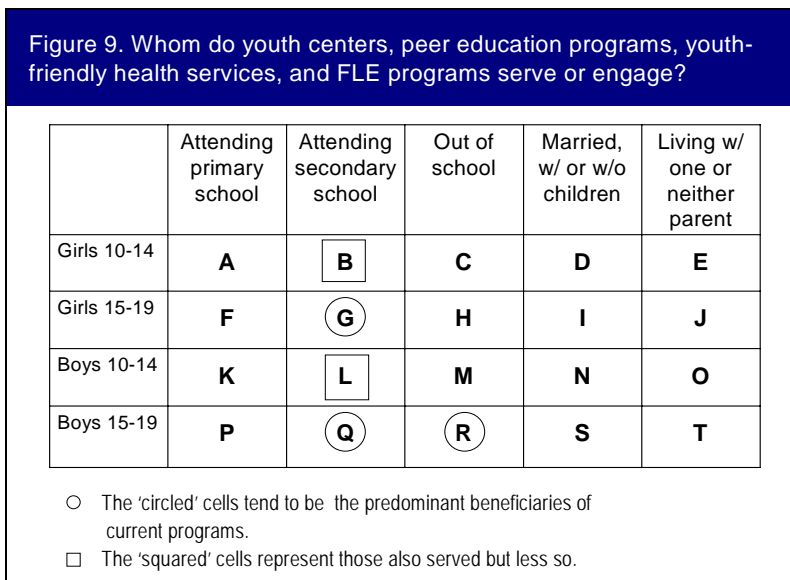 Figure 9. Whom do youth centers, peer education programs, youth-
friendly health services, and FLE programs serve or engage?
Attending primary school Attending secondary school Out of school Married, w/ or w/o children Living w/ one or neither parent
Girls 10-14 A B C D E
Girls 15-19 F G H I J
Boys 10-14 K L M N O
Boys 15-19 P Q R S T
The 'circled' cells tend to be the predominant beneficiaries of
current programs.
The 'squared' cells represent those also served but less so.